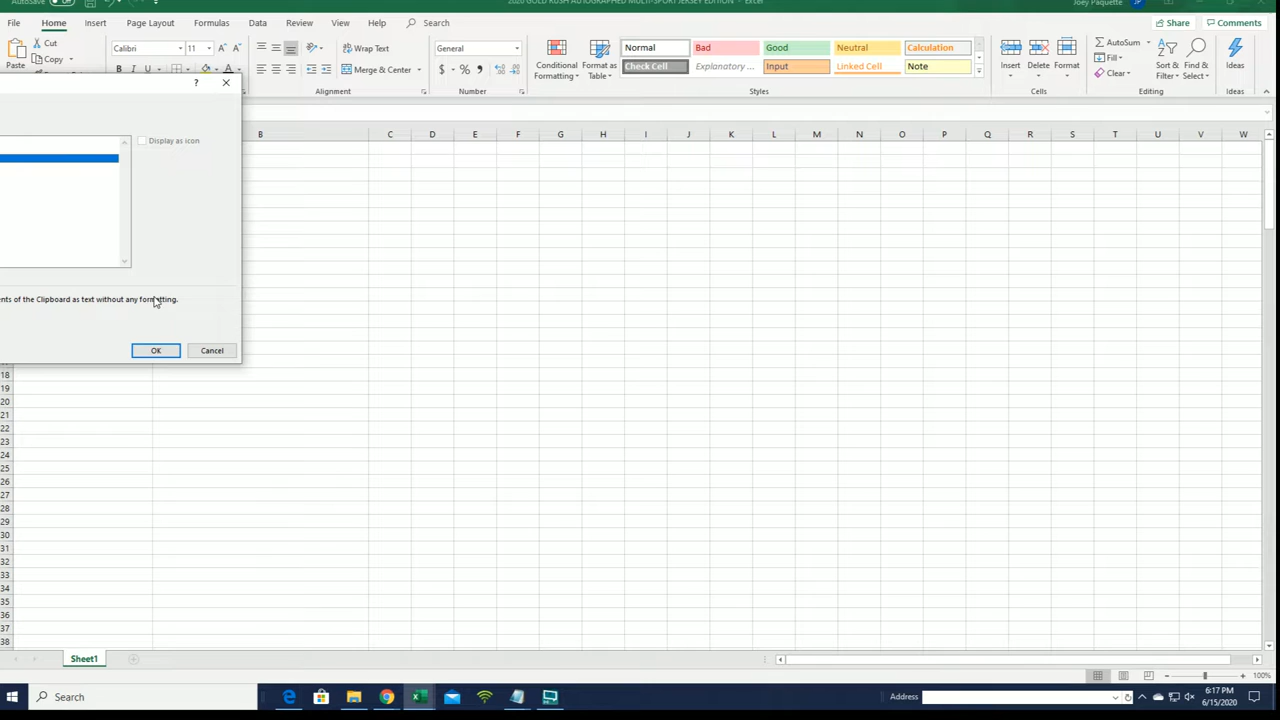 AutoSave Off 2020 GOLD RUSH AUTOGRAPHED MULTI-SPORT JERSEY EDITION - Excel Joey Paquette JP
File Home Insert Page Layout Formulas Data Review View Help Search Share Comments
Cut Calibri 11 A A Wrap Text General Normal Bad Good Neutral Calculation AutoSum
Copy Paste B U A Merge & Center $ % Conditional Formatting Format as Table Check Cell Explanatory ... Input Linked Cell Note Insert Delete Format Fill Clear Sort & Filter Find & Select Ideas
Alignment Number Styles Cells Editing Ideas
? ×
B C D E F G H I J K L M N O P Q R S T U V W
Display as icon
ents of the Clipboard as text without any formatting.
OK Cancel
18
19
20
21
22
23
24
25
26
27
28
29
30
31
32
33
34
35
36
37
38
Sheet1
100%
Search Address 6:17 PM
6/15/2020